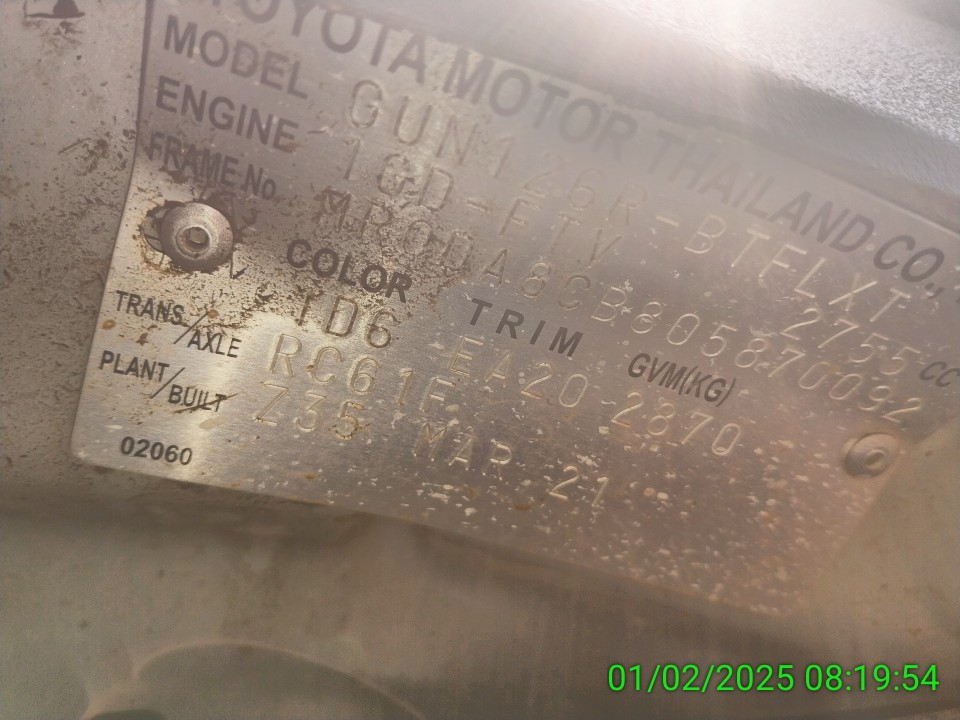 TOYOTA MOTOR THAILAND CO.,
MODEL GUN126R-BTFLXT
ENGINE 1GD-FTV 2755 CC
FRAME No MR0DA8CB805870092
COLOR TRIM GVM(KG)
1D6 EA20 2870
TRANS/AXLE RC61F
PLANT/BUILT Z35 MAR 21
02060
01/02/2025 08:19:54